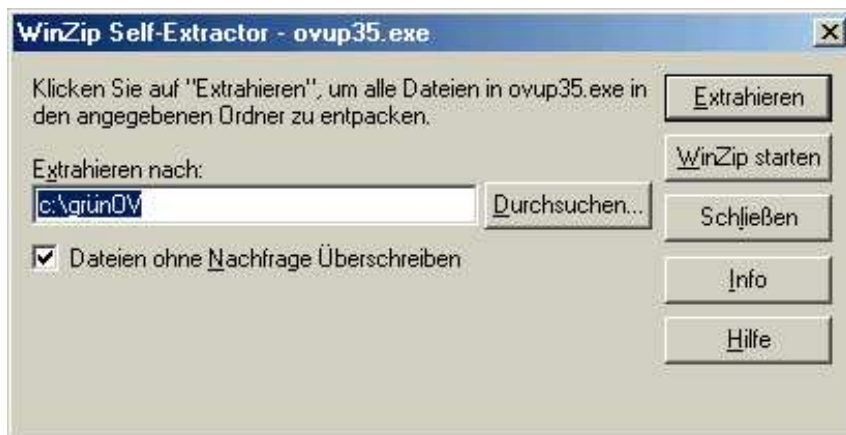 WinZip Self-Extractor - ovup35.exe
Klicken Sie auf "Extrahieren", um alle Dateien in ovup35.exe in
den angegebenen Ordner zu entpacken.
Extrahieren nach:
c:\grünOV
Durchsuchen...
Dateien ohne Nachfrage Überschreiben
Extrahieren
WinZip starten
Schließen
Info
Hilfe